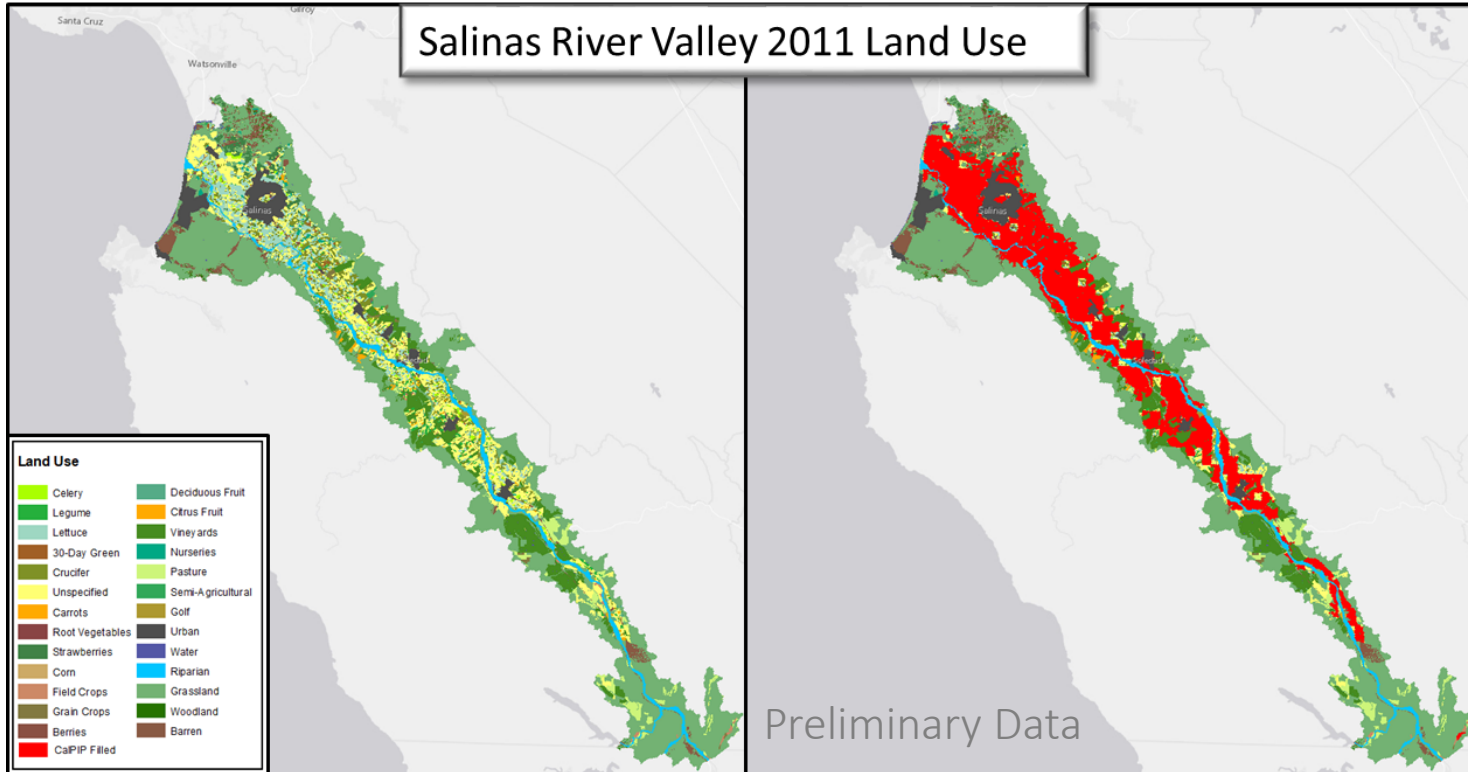 Salinas River Valley 2011 Land Use
Santa Cruz
Gilroy
Watsonville
Salinas
Soledad
Salinas
Soledad
Land Use
Celery
Legume
Lettuce
30-Day Green
Crucifer
Unspecified
Carrots
Root Vegetables
Strawberries
Corn
Field Crops
Grain Crops
Berries
CalPIP Filled
Deciduous Fruit
Citrus Fruit
Vineyards
Nurseries
Pasture
Semi-Agricultural
Golf
Urban
Water
Riparian
Grassland
Woodland
Barren
Preliminary Data